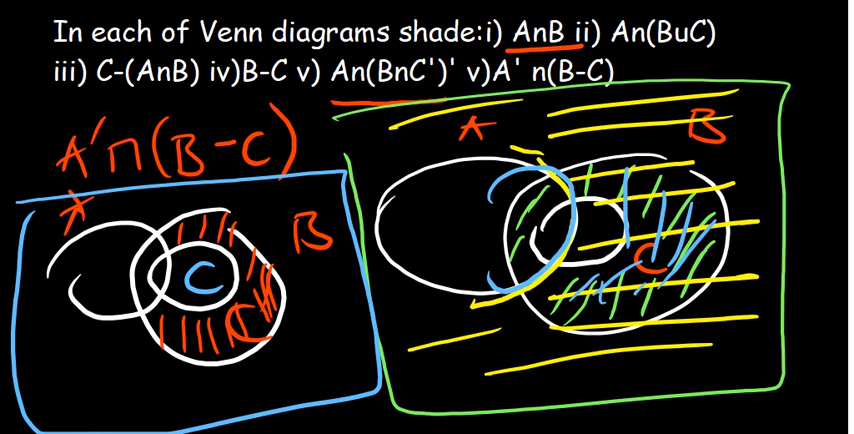 In each of Venn diagrams shade:i) AnB ii) An(BuC)
iii) C-(AnB) iv)B-C v) An(BnC')' v)A' n(B-C)
A'n(B-C)
A
B
C
A
B
C